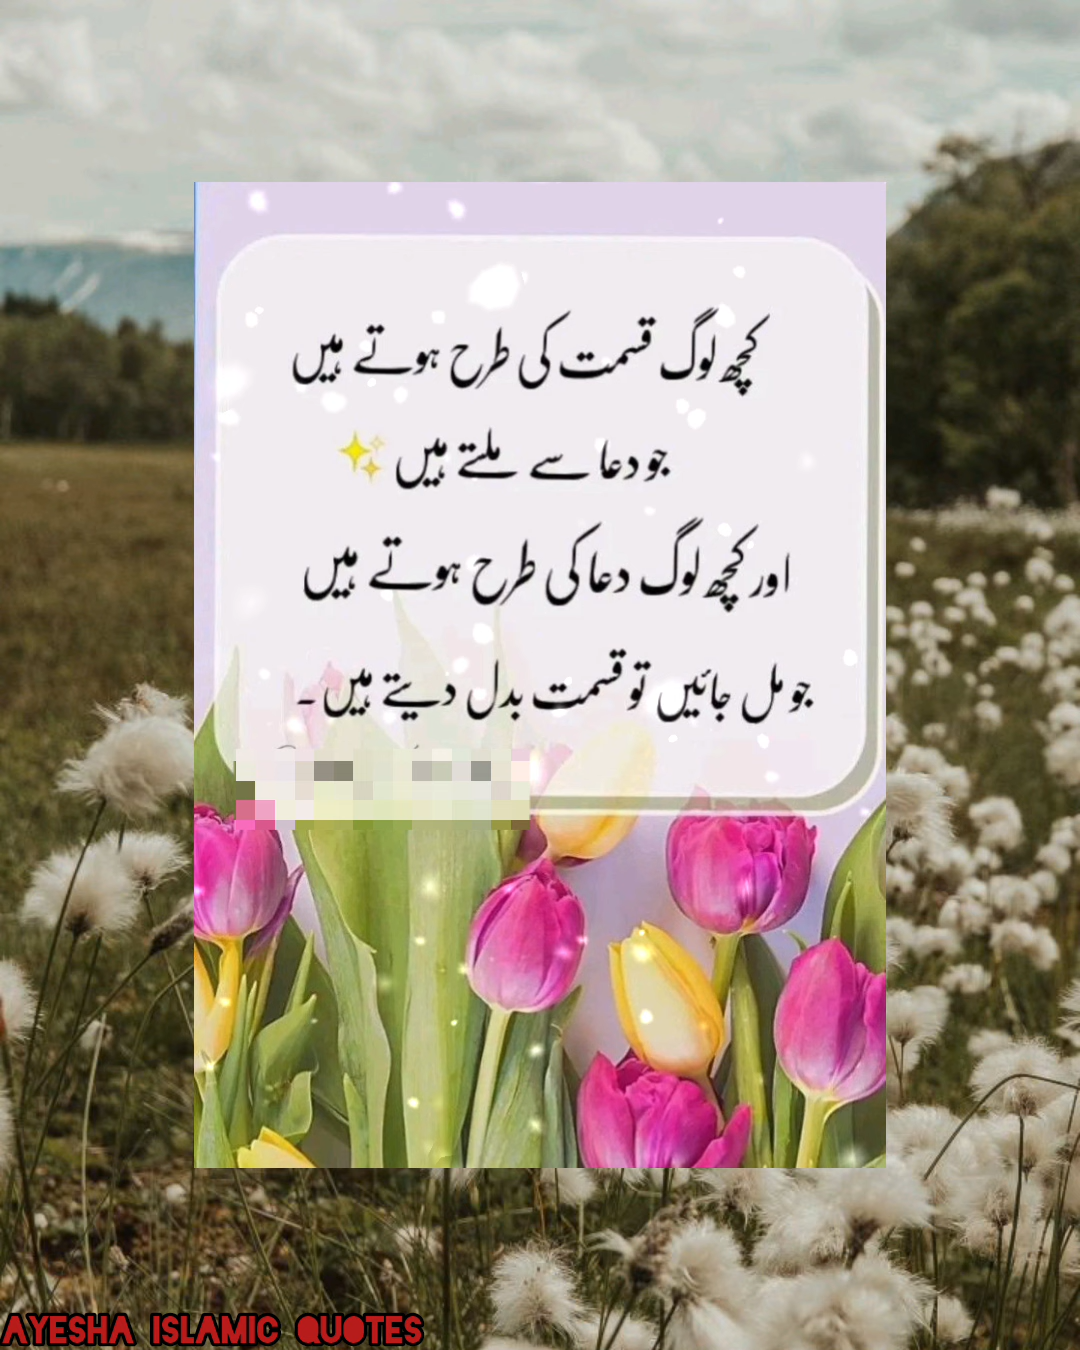 کچھ لوگ قسمت کی طرح ہوتے ہیں
جو دعا سے ملتے ہیں ✨
اور کچھ لوگ دعا کی طرح ہوتے ہیں
جو مل جائیں تو قسمت بدل دیتے ہیں ۔
AYESHA ISLAMIC QUOTES